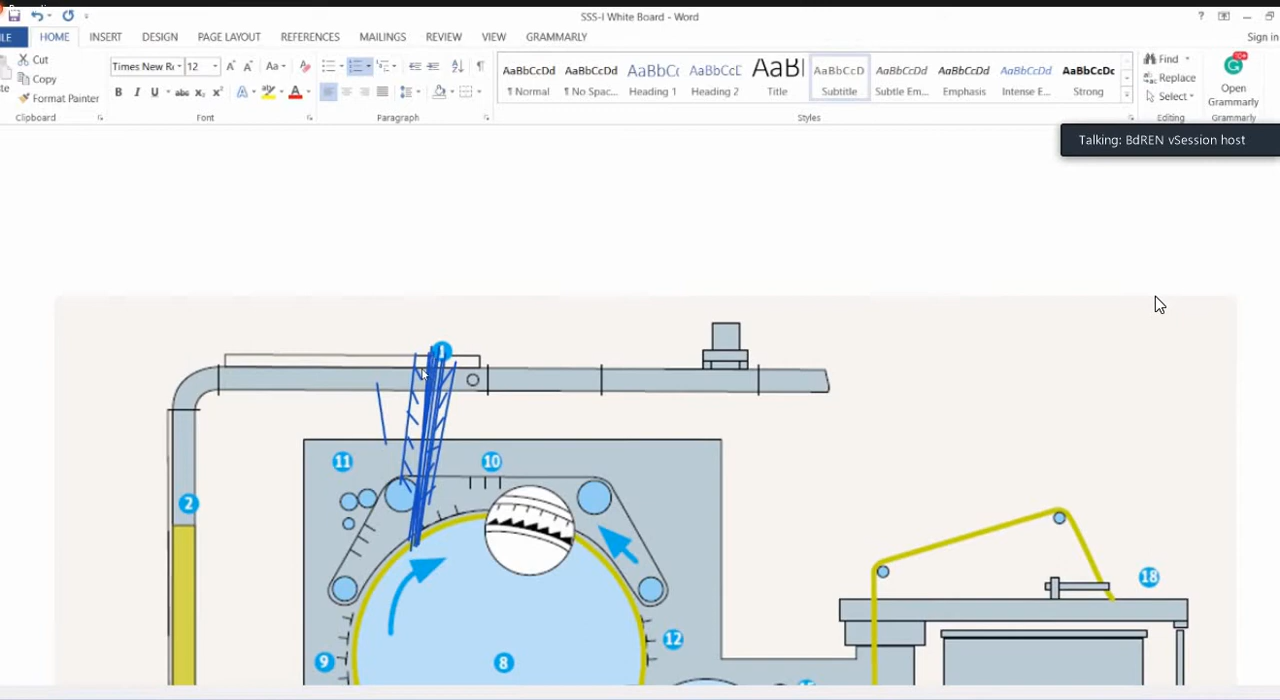 SSS-I White Board - Word
Sign in
HOME INSERT DESIGN PAGE LAYOUT REFERENCES MAILINGS REVIEW VIEW GRAMMARLY
Cut
Copy
Format Painter
Clipboard
Times New R 12
Aa
B I U abc X₂ X²
Font
Paragraph
AaBbCcDd AaBbCcDd AaBbCc AaBbCcD AaBl AaBbCcD AaBbCcDd AaBbCcDd AaBbCcDd AaBbCcDc
¶ Normal ¶ No Spac... Heading 1 Heading 2 Title Subtitle Subtle Em... Emphasis Intense E... Strong
Styles
Find
Replace
Select
Editing
10+
Open
Grammarly
Grammarly
Talking: BdREN vSession host
11 10
2
18
12
9 8